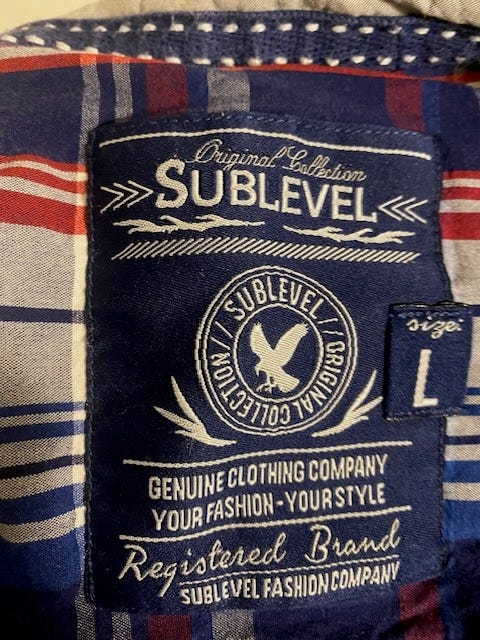 Original Collection
SUBLEVEL
// SUBLEVEL // ORIGINAL COLLECTION
size:
L
GENUINE CLOTHING COMPANY
YOUR FASHION - YOUR STYLE
Registered Brand
SUBLEVEL FASHION COMPANY